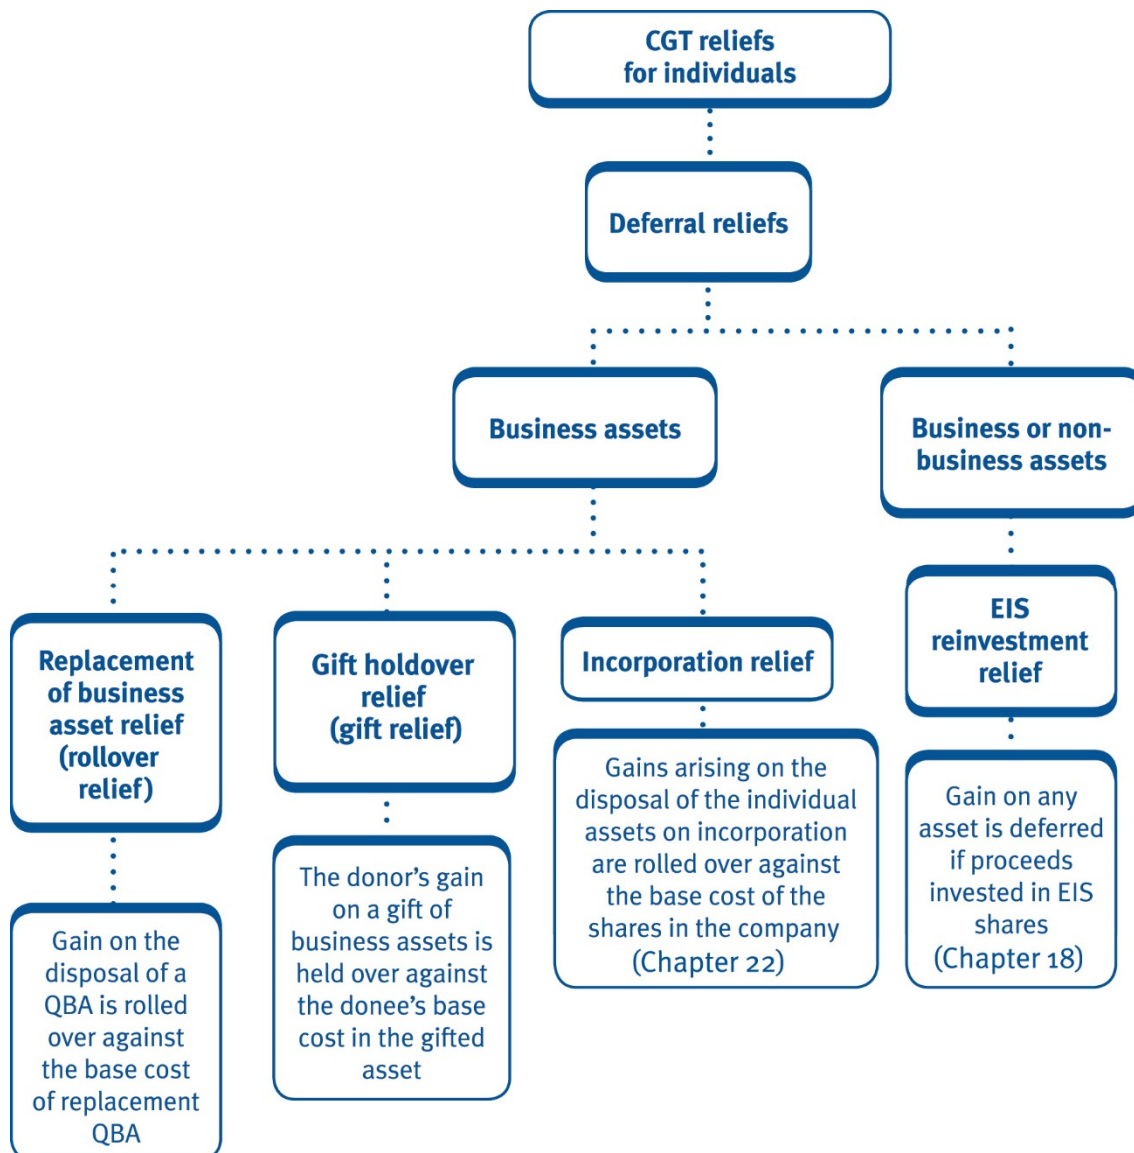 CGT reliefs
for individuals
Deferral reliefs
Business assets
Business or non-
business assets
Replacement
of business
asset relief
(rollover
relief)
Gift holdover
relief
(gift relief)
Incorporation relief
EIS
reinvestment
relief
Gain on the
disposal of a
QBA is rolled
over against
the base cost
of replacement
QBA
The donor's gain
on a gift of
business assets is
held over against
the donee's base
cost in the gifted
asset
Gains arising on the
disposal of the individual
assets on incorporation
are rolled over against
the base cost of the
shares in the company
(Chapter 22)
Gain on any
asset is deferred
if proceeds
invested in EIS
shares
(Chapter 18)